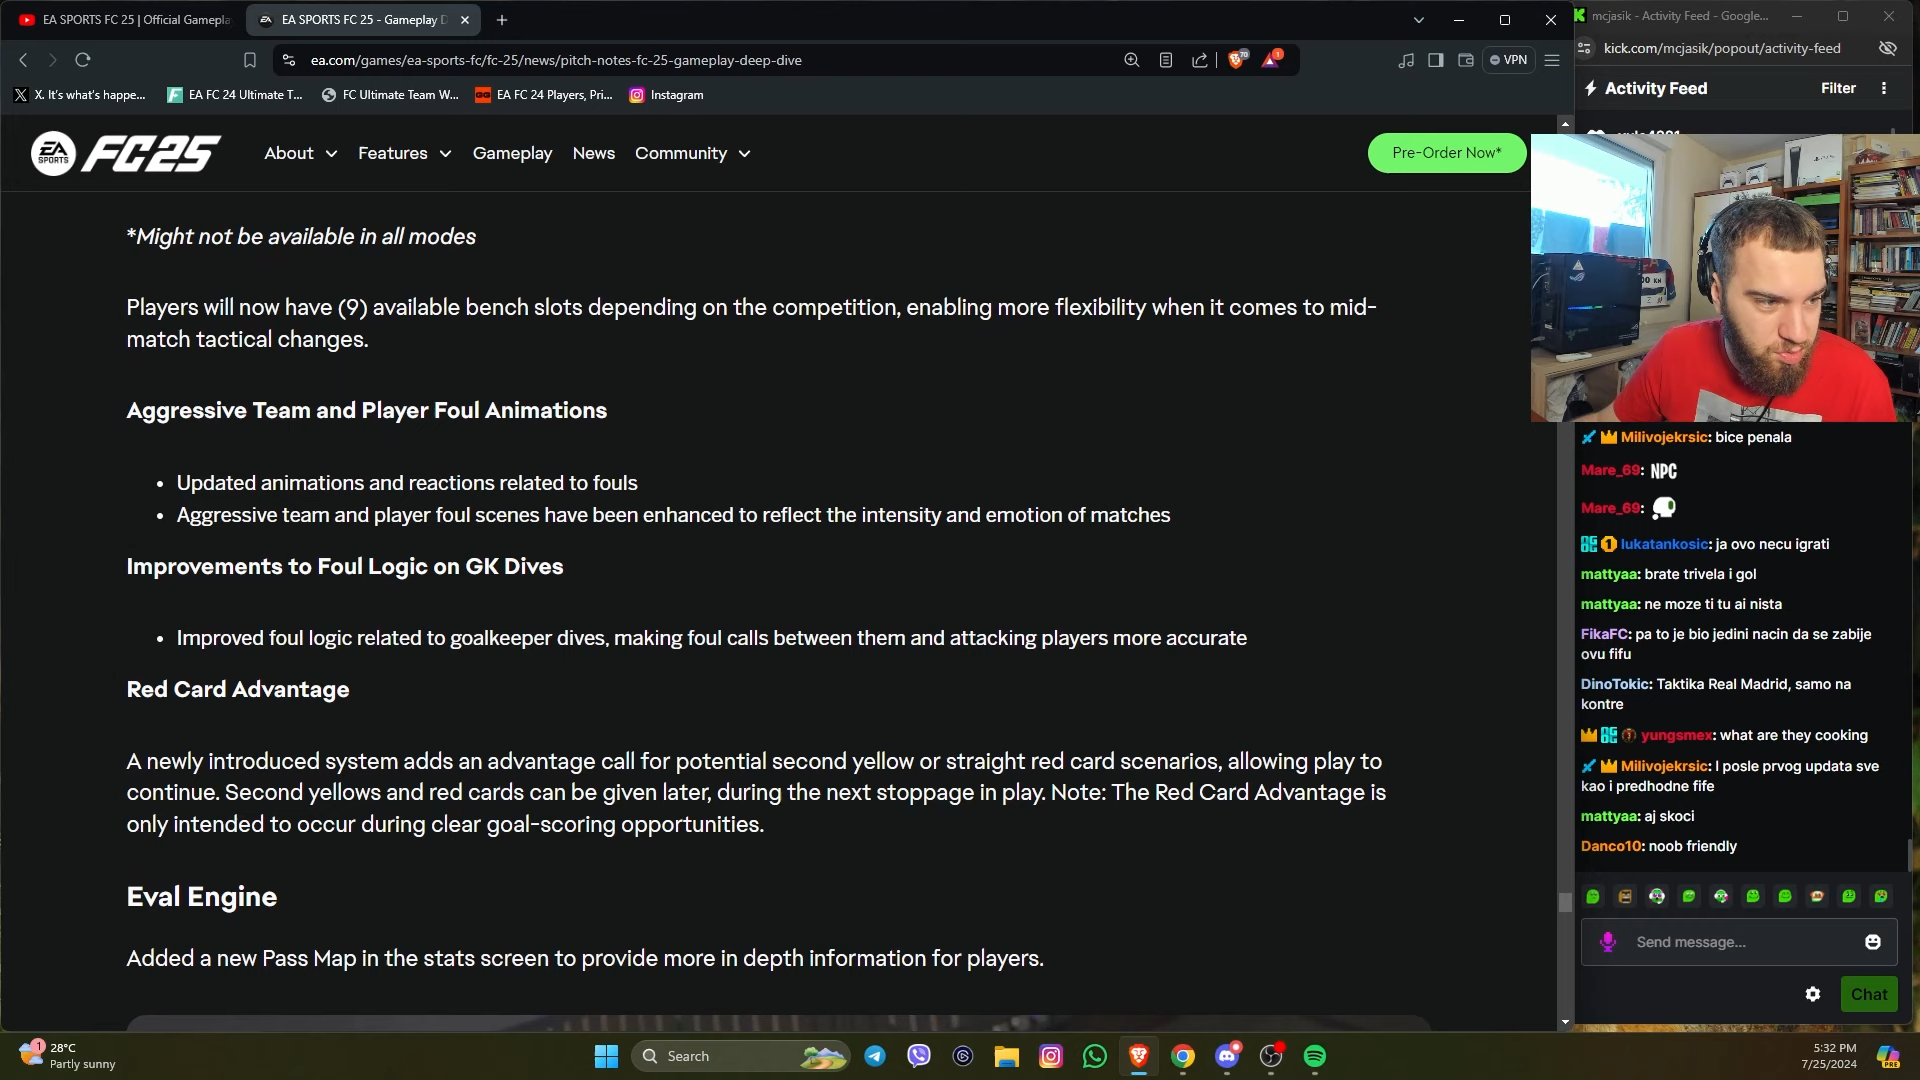 EA SPORTS FC 25 | Official Gamepla
EA SPORTS FC 25 - Gameplay D
mcjasik - Activity Feed - Google...
ea.com/games/ea-sports-fc/fc-25/news/pitch-notes-fc-25-gameplay-deep-dive
VPN
kick.com/mcjasik/popout/activity-feed
X. It's what's happe...
EA FC 24 Ultimate T...
FC Ultimate Team W...
EA FC 24 Players, Pri...
Instagram
Activity Feed
Filter
EA SPORTS FC25
About
Features
Gameplay
News
Community
Pre-Order Now*
*Might not be available in all modes
Players will now have (9) available bench slots depending on the competition, enabling more flexibility when it comes to mid-
match tactical changes.
Aggressive Team and Player Foul Animations
• Updated animations and reactions related to fouls
• Aggressive team and player foul scenes have been enhanced to reflect the intensity and emotion of matches
Improvements to Foul Logic on GK Dives
• Improved foul logic related to goalkeeper dives, making foul calls between them and attacking players more accurate
Red Card Advantage
A newly introduced system adds an advantage call for potential second yellow or straight red card scenarios, allowing play to
continue. Second yellows and red cards can be given later, during the next stoppage in play. Note: The Red Card Advantage is
only intended to occur during clear goal-scoring opportunities.
Eval Engine
Added a new Pass Map in the stats screen to provide more in depth information for players.
Milivojekrsic: bice penala
Mare_69: NPC
Mare_69:
lukatankosic: ja ovo necu igrati
mattyaa: brate trivela i gol
mattyaa: ne moze ti tu ai nista
FikaFC: pa to je bio jedini nacin da se zabije
ovu fifu
DinoTokic: Taktika Real Madrid, samo na
kontre
yungsmex: what are they cooking
Milivojekrsic: I posle prvog updata sve
kao i predhodne fife
mattyaa: aj skoci
Danco10: noob friendly
Send message...
Chat
28°C
Partly sunny
Search
5:32 PM
7/25/2024